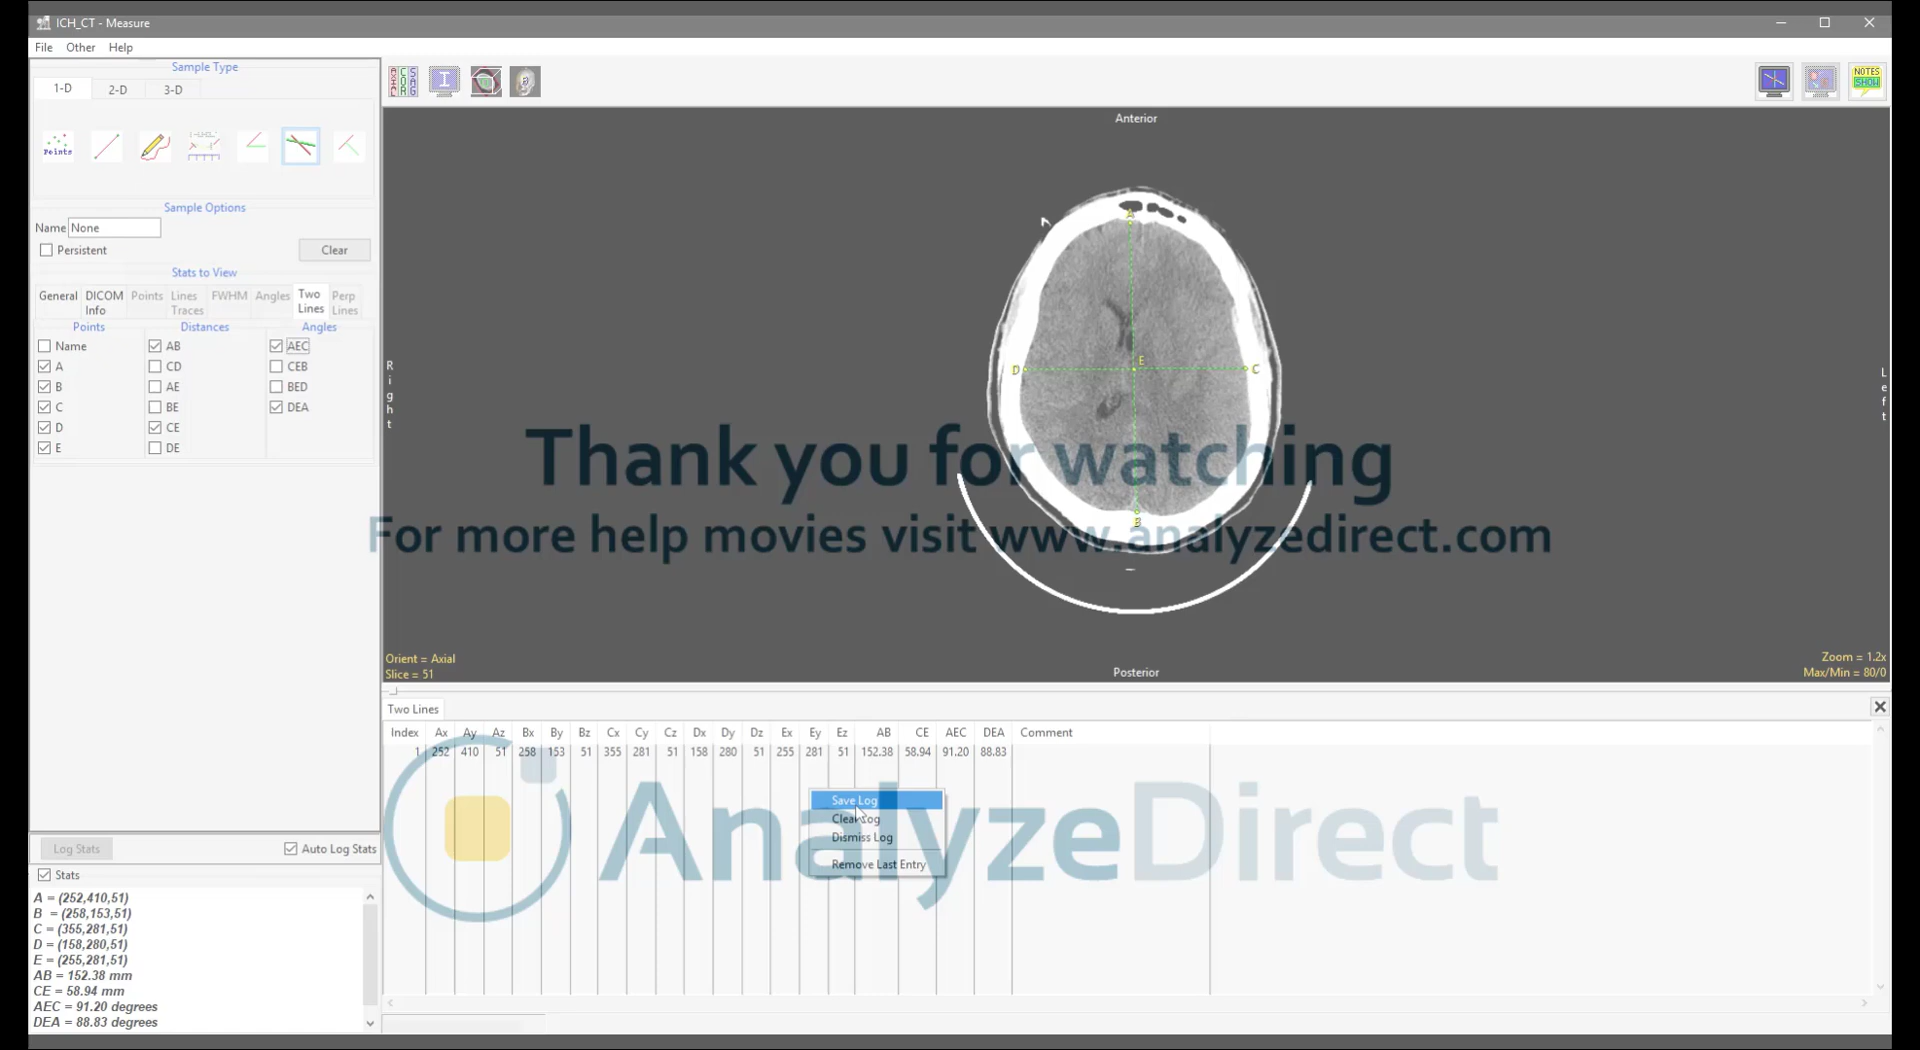 ICH_CT - Measure
File Other Help
Sample Type
1-D 2-D 3-D
Points
Sample Options
Name None
Persistent Clear
Stats to View
General DICOM Info Points Lines Traces FWHM Angles Two Lines Perp Lines
Points Distances Angles
Name AB AEC
A CD CEB
B AE BED
C BE DEA
D CE
E DE
Log Stats Auto Log Stats
Stats
A = (252,410,51)
B = (258,153,51)
C = (355,281,51)
D = (158,280,51)
E = (255,281,51)
AB = 152.38 mm
CE = 58.94 mm
AEC = 91.20 degrees
DEA = 88.83 degrees
NOTES
SHOW
Anterior
Right
Left
A
E
D C
B
Thank you for watching
For more help movies visit www.analyzedirect.com
Orient = Axial
Slice = 51
Posterior
Zoom = 1.2x
Max/Min = 80/0
Two Lines
Index Ax Ay Az Bx By Bz Cx Cy Cz Dx Dy Dz Ex Ey Ez AB CE AEC DEA Comment
1 252 410 51 258 153 51 355 281 51 158 280 51 255 281 51 152.38 58.94 91.20 88.83
Save Log
Clear Log
Dismiss Log
Remove Last Entry
AnalyzeDirect